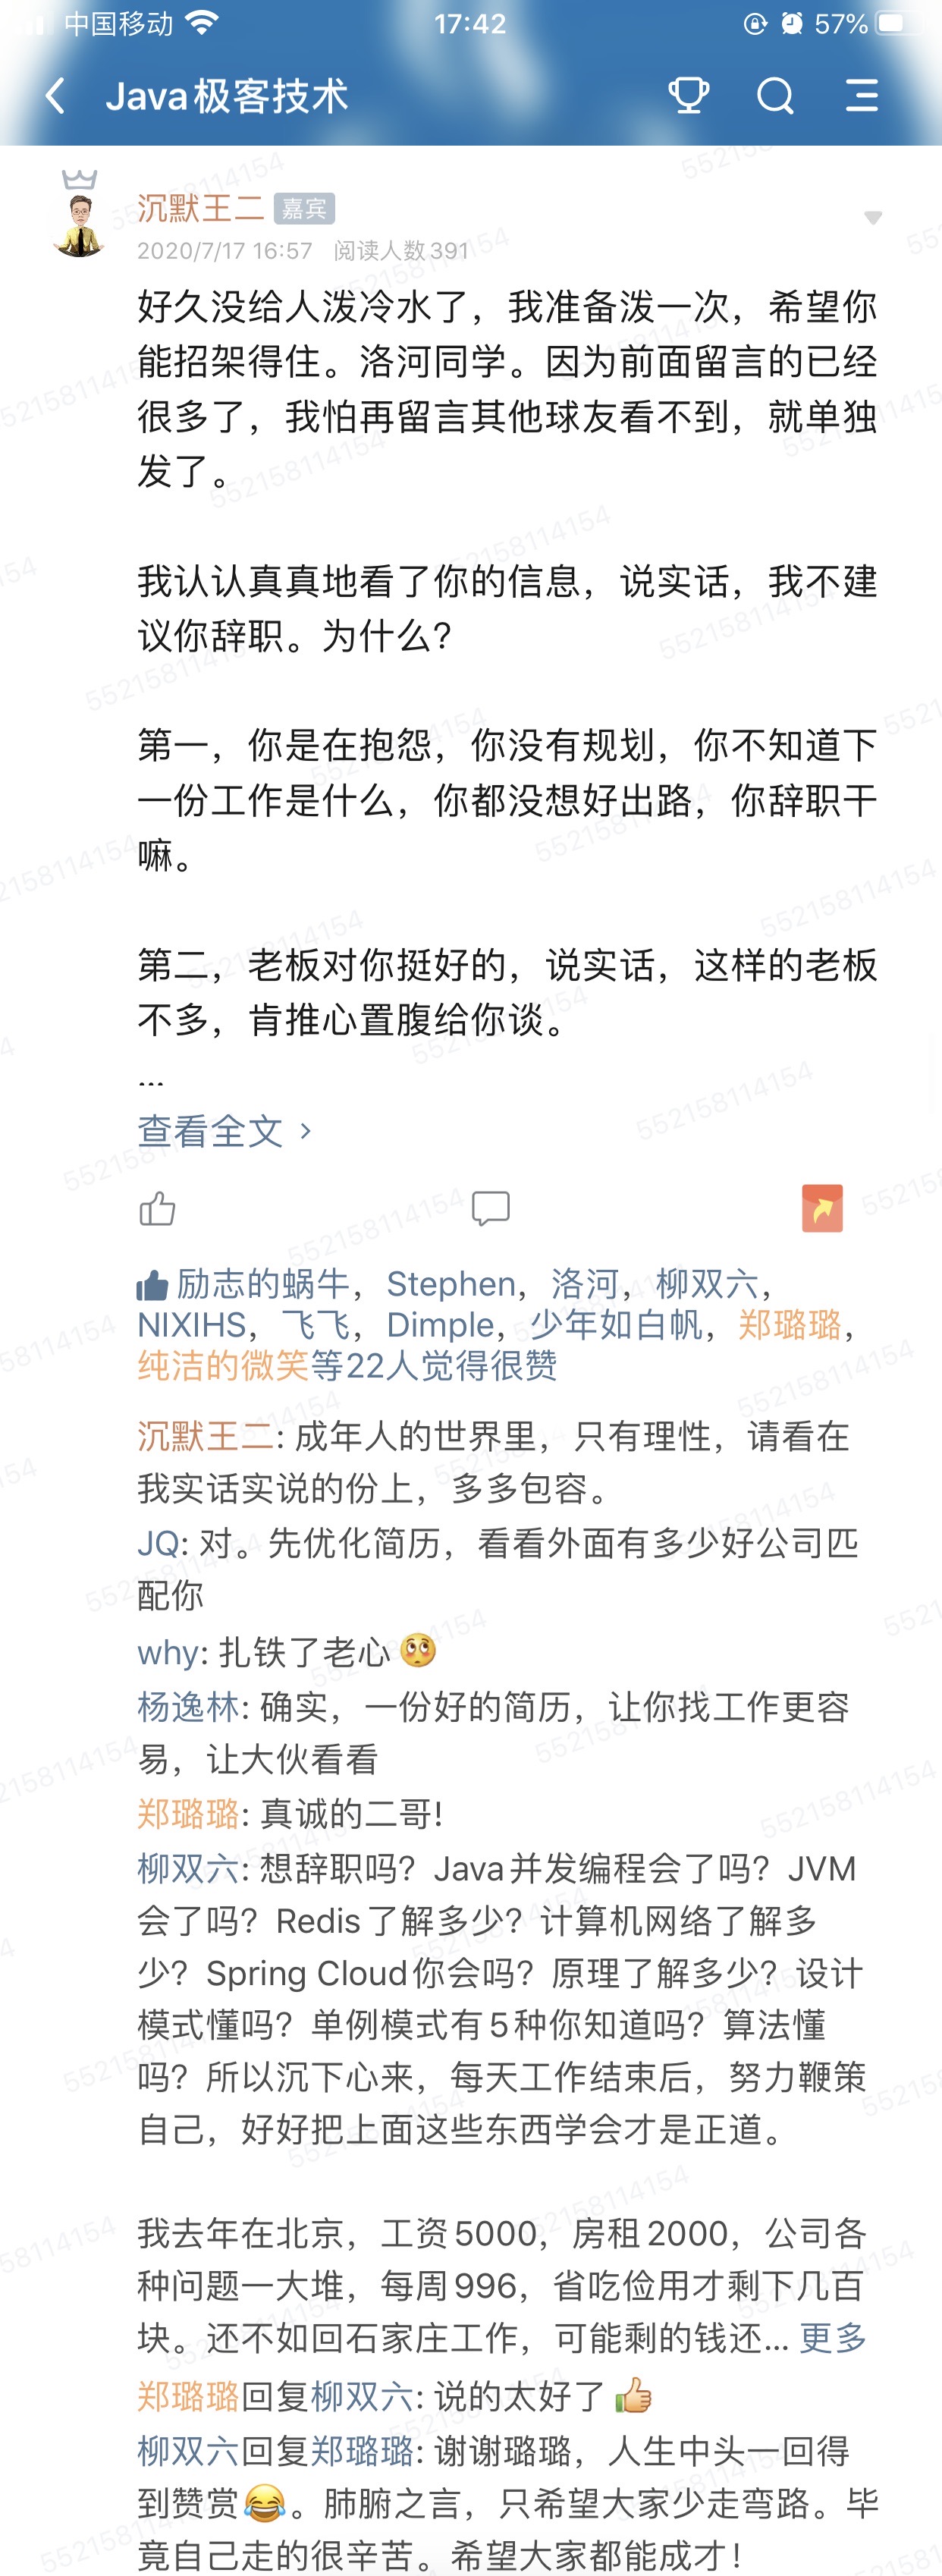 中国移动 17:42 57%
Java极客技术
沉默王二 嘉宾
2020/7/17 16:57 阅读人数391
好久没给人泼冷水了，我准备泼一次，希望你
能招架得住。洛河同学。因为前面留言的已经
很多了，我怕再留言其他球友看不到，就单独
发了。
我认认真真地看了你的信息，说实话，我不建
议你辞职。为什么？
第一，你是在抱怨，你没有规划，你不知道下
一份工作是什么，你都没想好出路，你辞职干
嘛。
第二，老板对你挺好的，说实话，这样的老板
不多，肯推心置腹给你谈。
...
查看全文 >
励志的蜗牛，Stephen，洛河，柳双六，
NIXIHS，飞飞，Dimple，少年如白帆，郑璐璐，
纯洁的微笑等22人觉得很赞
沉默王二: 成年人的世界里，只有理性，请看在
我实话实说的份上，多多包容。
JQ: 对。先优化简历，看看外面有多少好公司匹
配你
why: 扎铁了老心🥺
杨逸林: 确实，一份好的简历，让你找工作更容
易，让大伙看看
郑璐璐: 真诚的二哥!
柳双六: 想辞职吗？Java并发编程会了吗？JVM
会了吗？Redis了解多少？计算机网络了解多
少？Spring Cloud你会吗？原理了解多少？设计
模式懂吗？单例模式有5种你知道吗？算法懂
吗？所以沉下心来，每天工作结束后，努力鞭策
自己，好好把上面这些东西学会才是正道。
我去年在北京，工资5000，房租2000，公司各
种问题一大堆，每周996，省吃俭用才剩下几百
块。还不如回石家庄工作，可能剩的钱还... 更多
郑璐璐回复柳双六: 说的太好了👍
柳双六回复郑璐璐: 谢谢璐璐，人生中头一回得
到赞赏😂。肺腑之言，只希望大家少走弯路。毕
竟自己走的很辛苦。希望大家都能成才！
552158114154